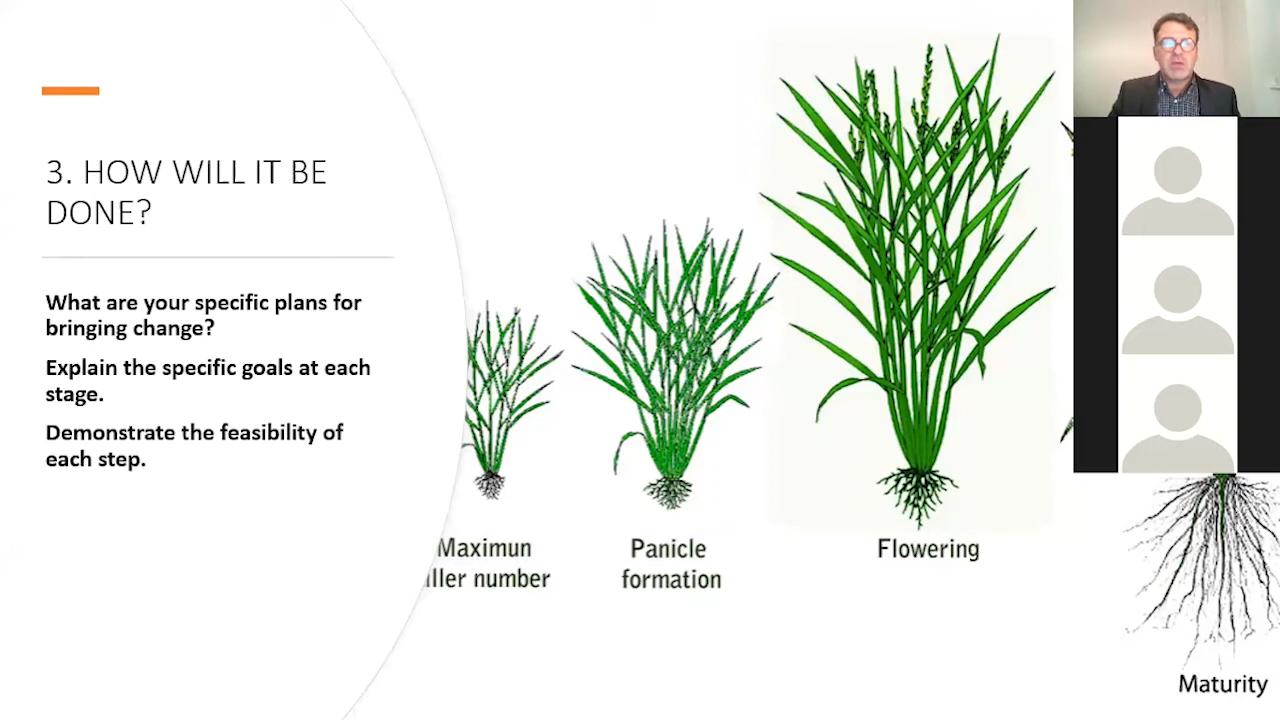 3. HOW WILL IT BE
DONE?
What are your specific plans for
bringing change?
Explain the specific goals at each
stage.
Demonstrate the feasibility of
each step.
Maximun
iller number
Panicle
formation
Flowering
Maturity